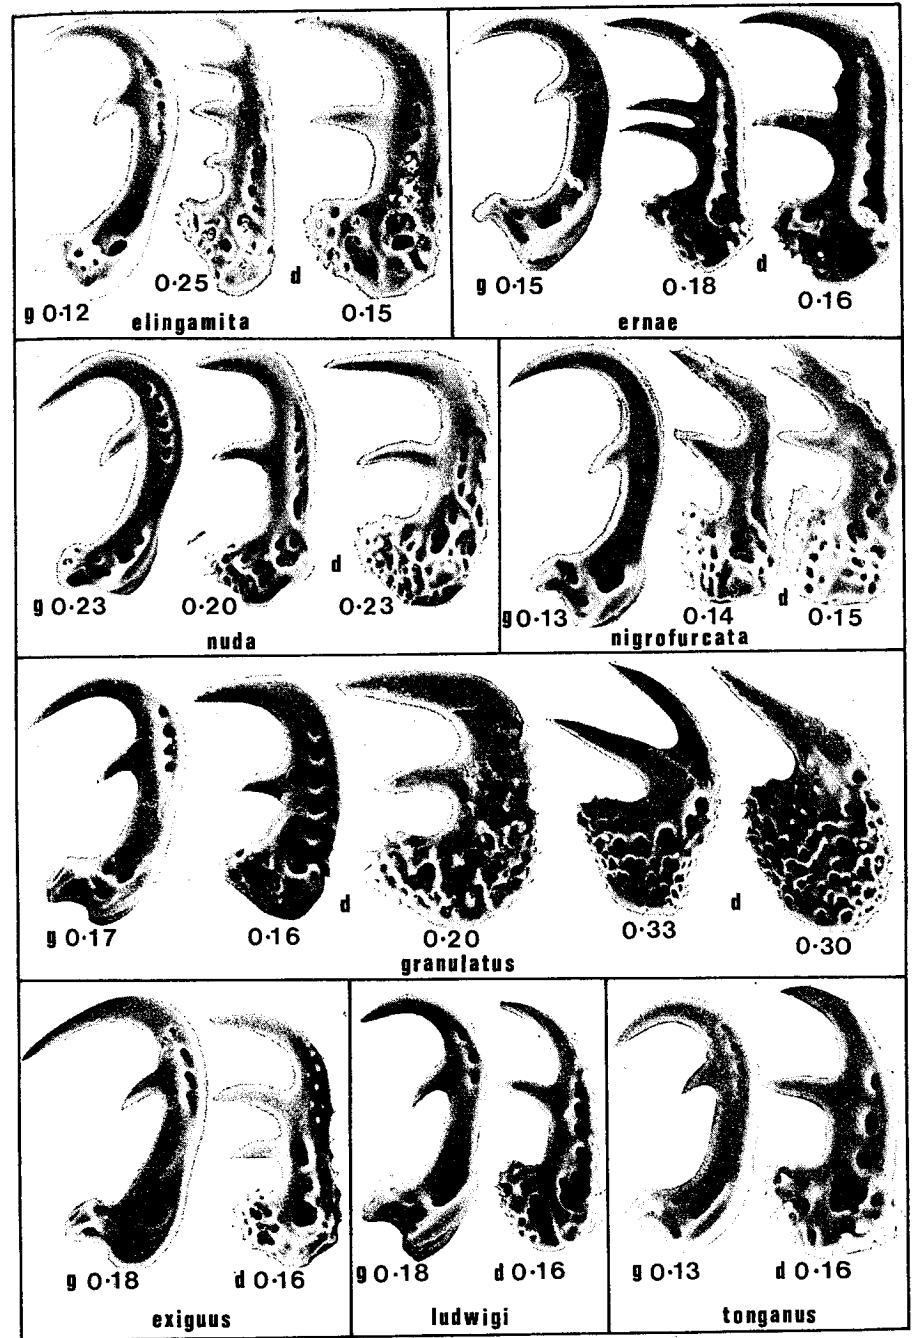 0·25 d
g 0·12 0·15
elingamita
g 0·15 0·18 d 0·16
ernae
d
g 0·23 0·20 0·23
nuda
g 0·13 0·14 d 0·15
nigrofurcata
d d
g 0·17 0·16 0·20 0·33 0·30
granulatus
g 0·18 d 0·16
exiguus
g 0·18 d 0·16
ludwigi
g 0·13 d 0·16
tonganus